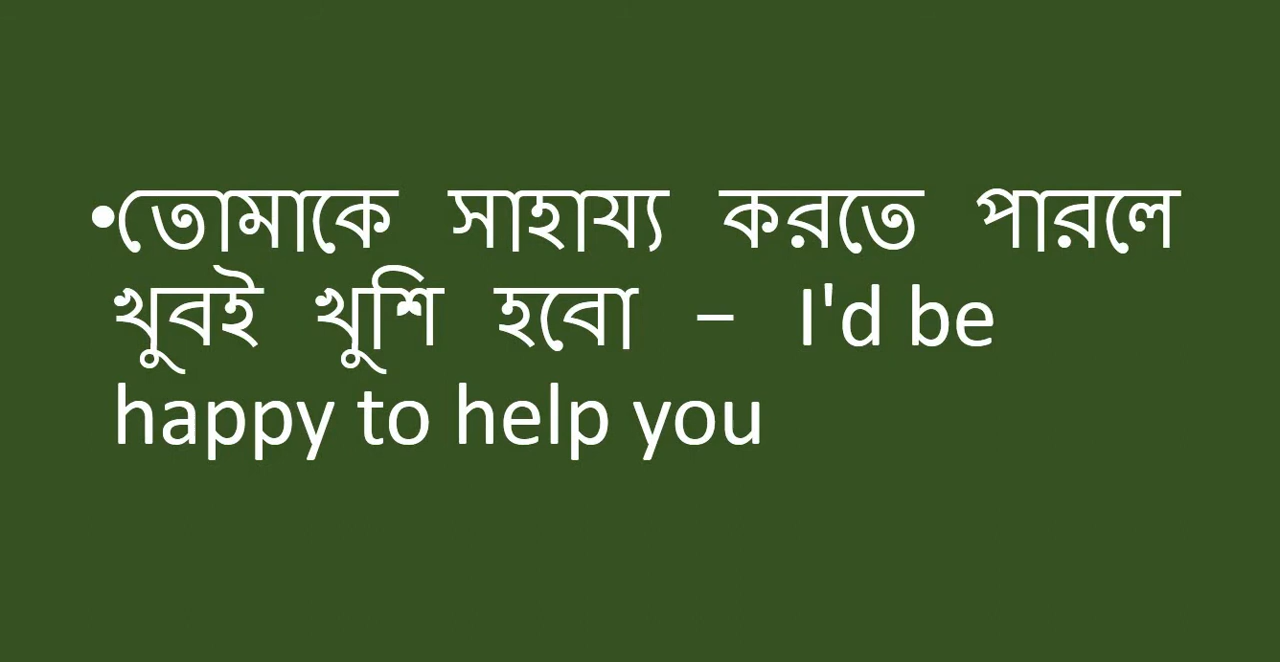 •তোমাকে সাহায্য করতে পারলে
খুবই খুশি হবো – I'd be
happy to help you